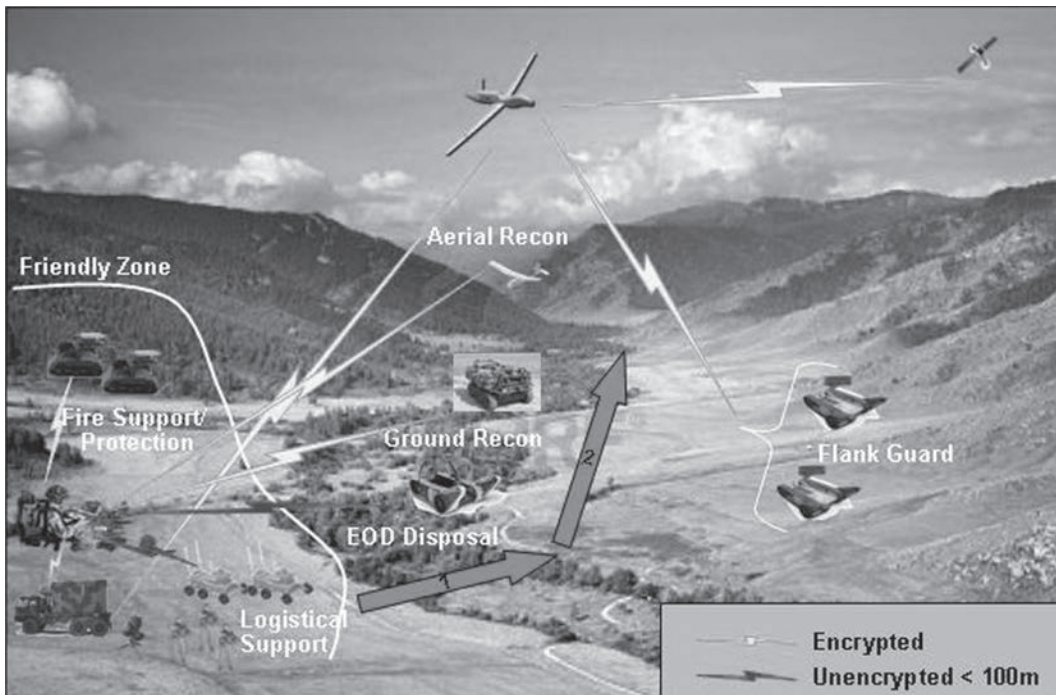 Aerial Recon
Friendly Zone
Fire Support/
Protection
Ground Recon
Flank Guard
2
EOD Disposal
1
Logistical
Support
Encrypted
Unencrypted < 100m